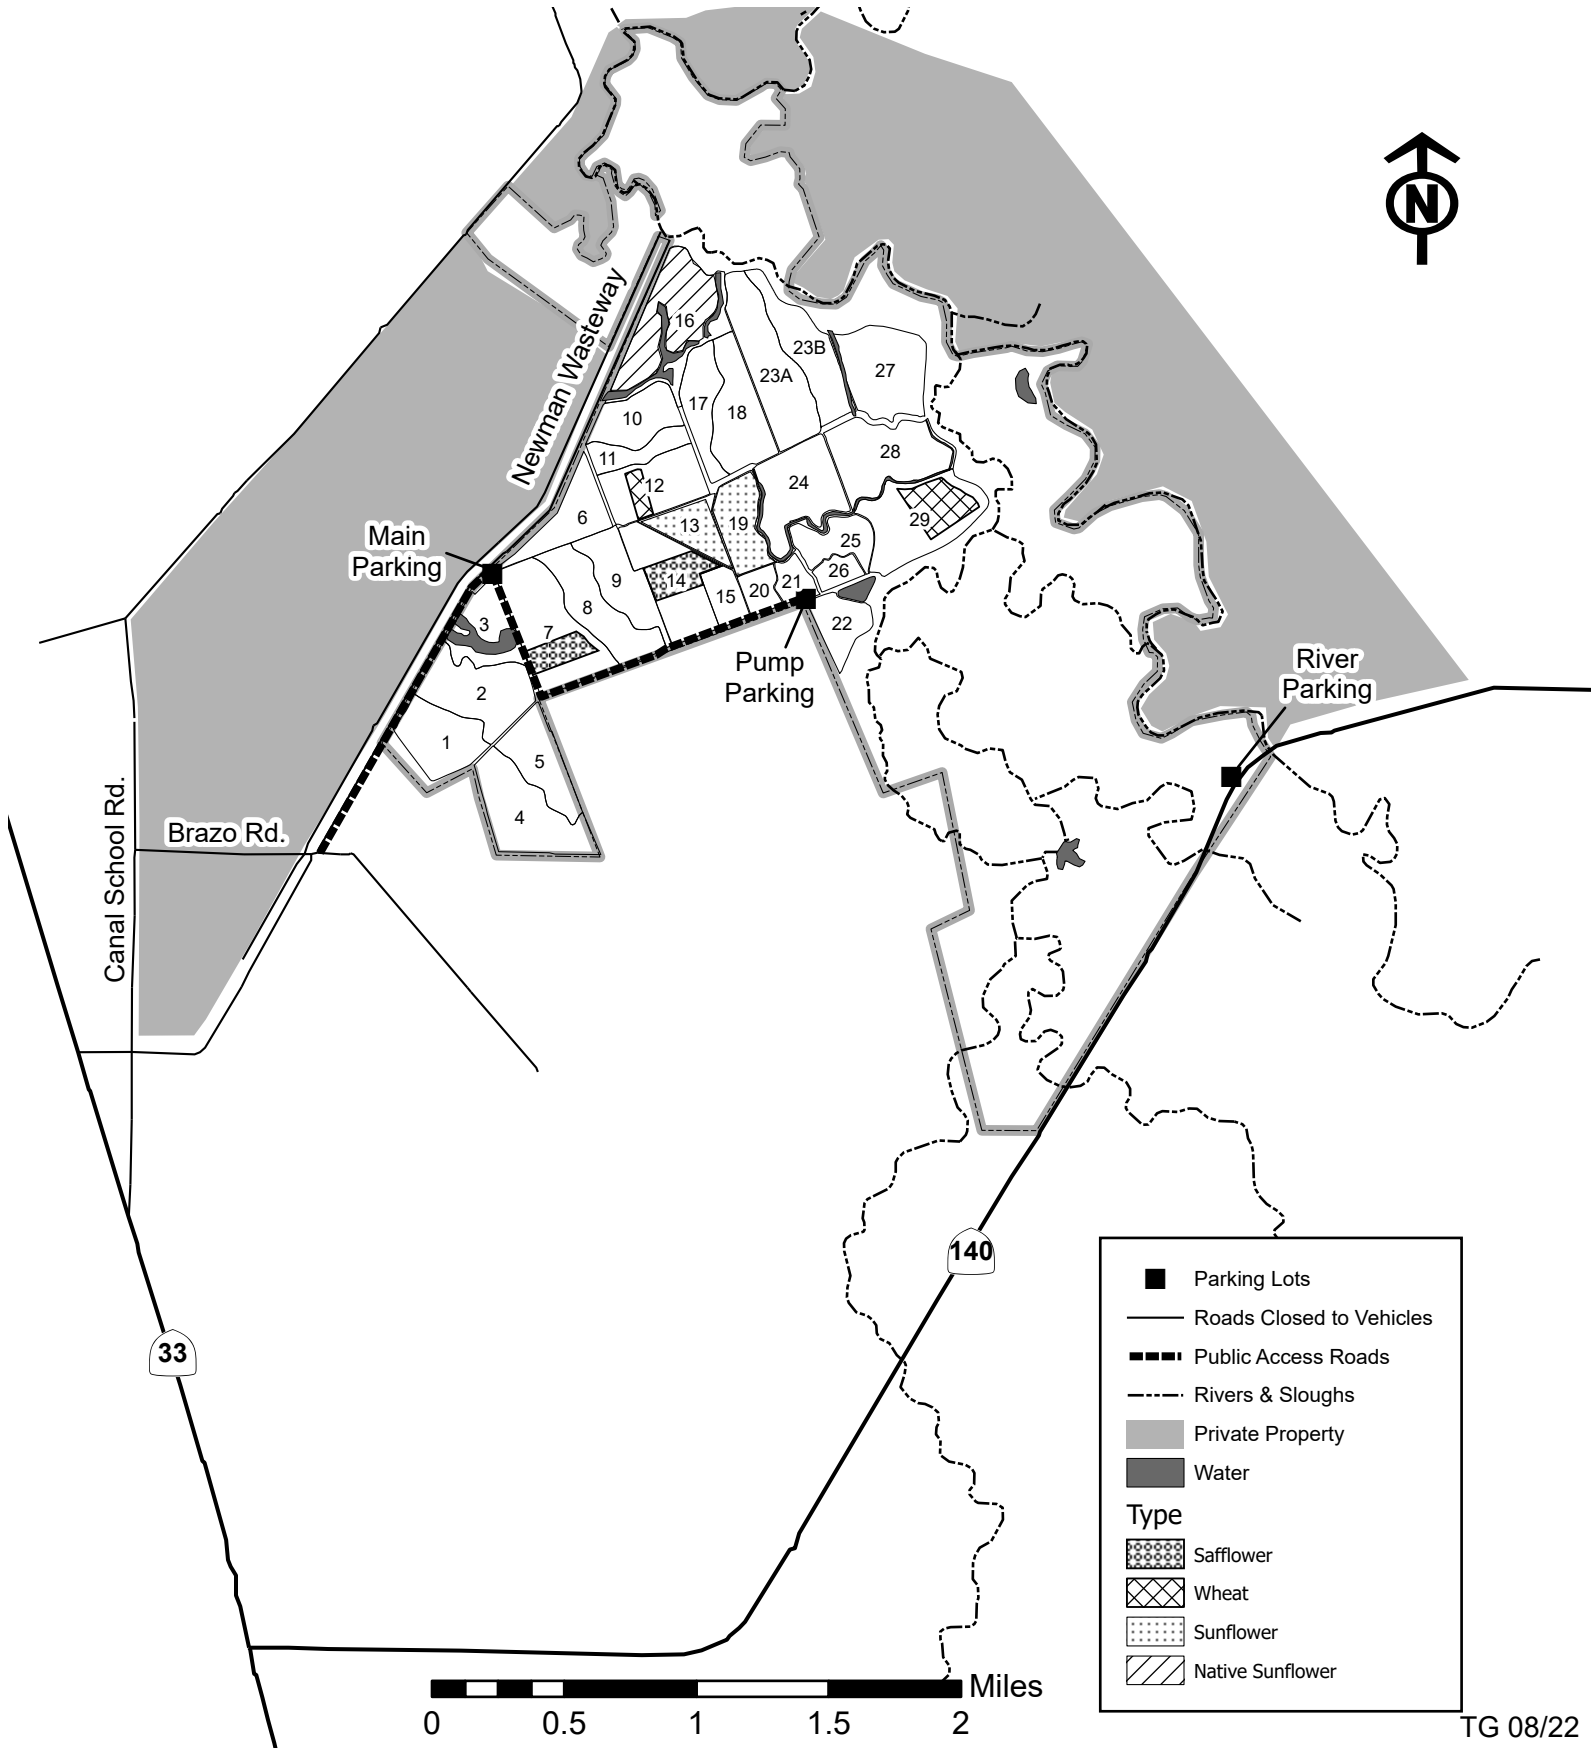 N
Newman Wasteway
16
23B
27
23A
17
18
10
11
28
12
24
6
13
19
29
25
Main
Parking
9
14
26
21
15
20
8
3
7
22
Pump
Parking
River
Parking
2
1
5
4
Canal School Rd.
Brazo Rd.
140
33
Parking Lots
Roads Closed to Vehicles
Public Access Roads
Rivers & Sloughs
Private Property
Water
Type
Safflower
Wheat
Sunflower
Native Sunflower
Miles
0 0.5 1 1.5 2
TG 08/22